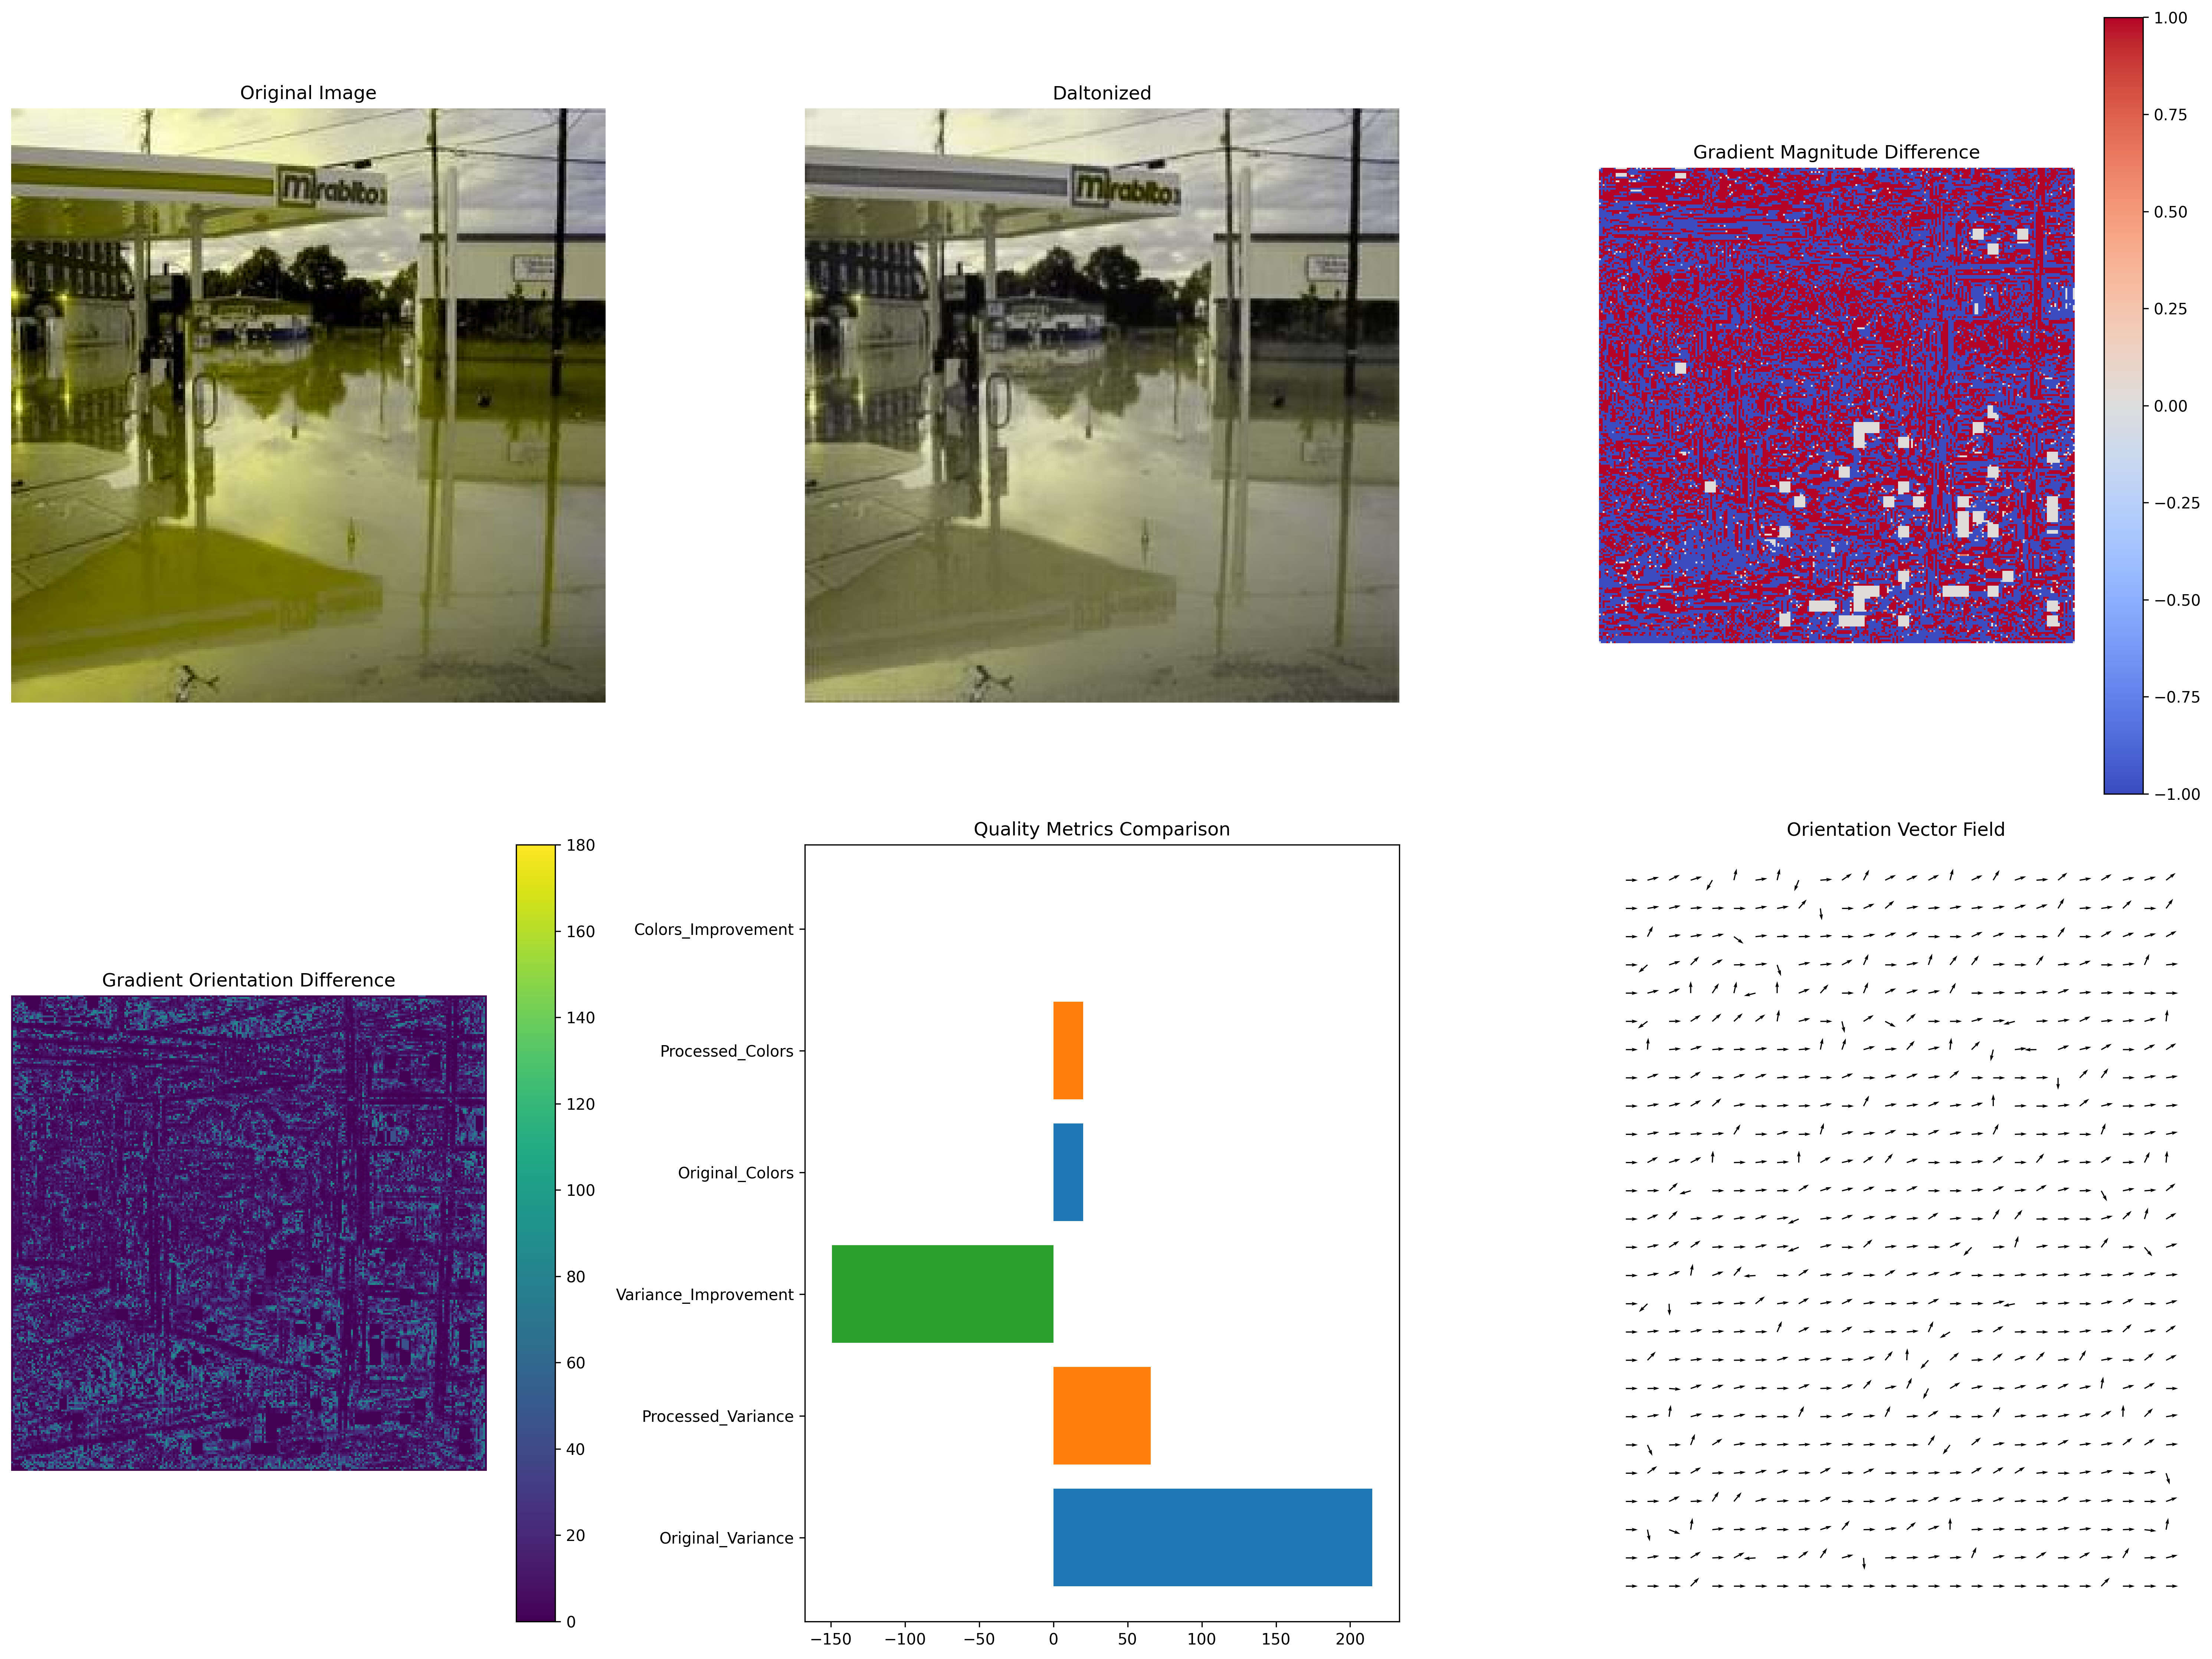 Original Image
Daltonized
Gradient Magnitude Difference
Mirabito
Mirabito
1.00
0.75
0.50
0.25
0.00
−0.25
−0.50
−0.75
−1.00
Gradient Orientation Difference
180
160
140
120
100
80
60
40
20
0
Quality Metrics Comparison
Colors_Improvement
Processed_Colors
Original_Colors
Variance_Improvement
Processed_Variance
Original_Variance
−150
−100
−50
0
50
100
150
200
Orientation Vector Field